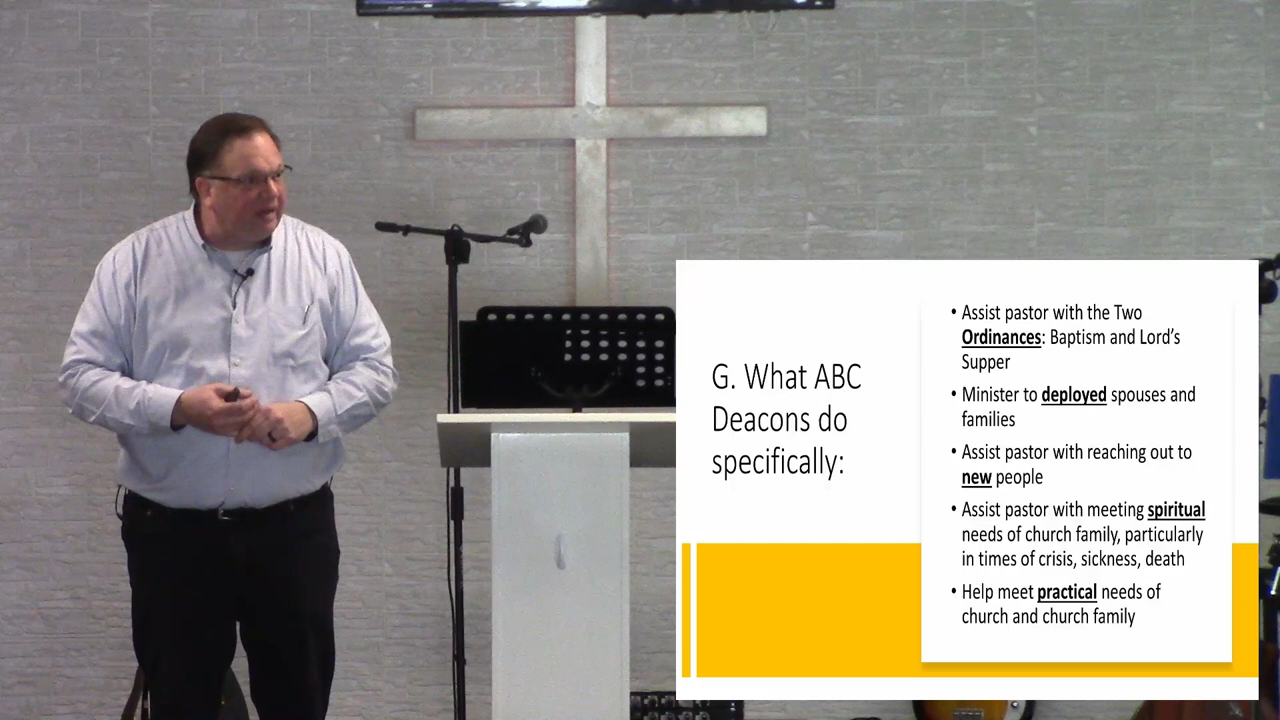 G. What ABC
Deacons do
specifically:
• Assist pastor with the Two
Ordinances: Baptism and Lord's
Supper
• Minister to deployed spouses and
families
• Assist pastor with reaching out to
new people
• Assist pastor with meeting spiritual
needs of church family, particularly
in times of crisis, sickness, death
• Help meet practical needs of
church and church family